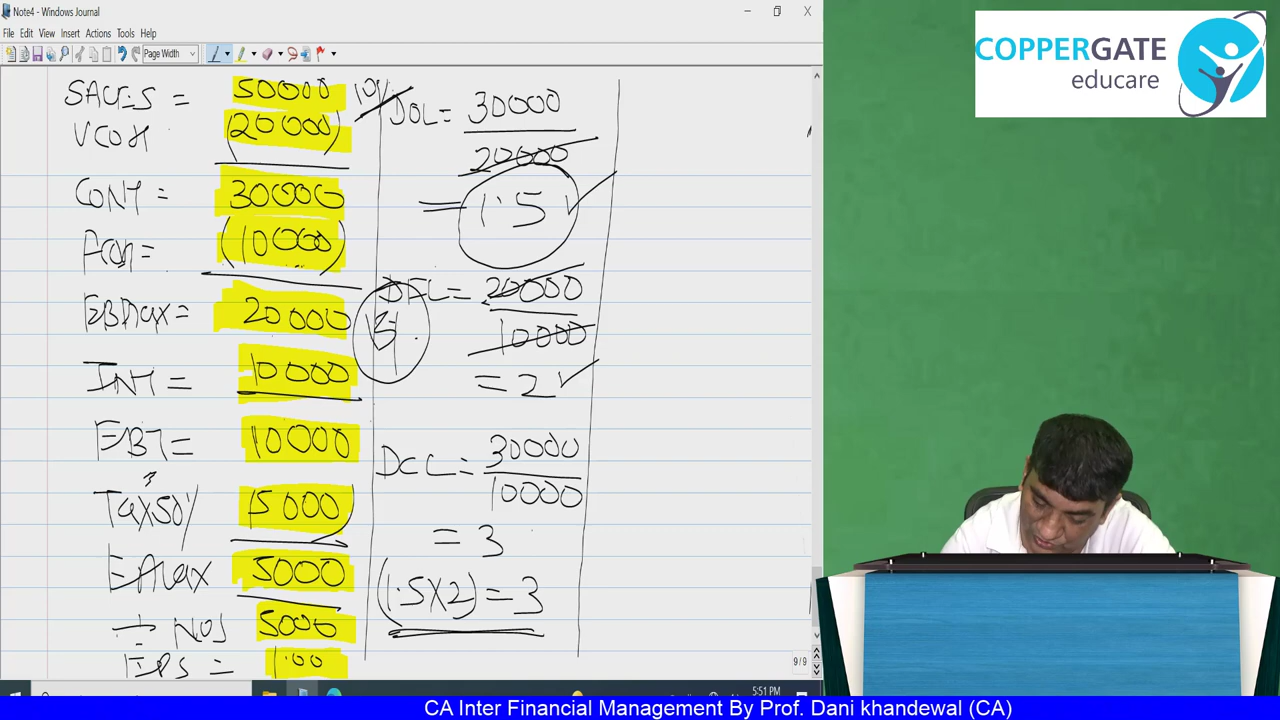 Note4 - Windows Journal
File Edit View Insert Actions Tools Help
Page Width
SALES = 50000 10%
VCOST (20000)
CONT = 30000
FCOST = (10000)
EBITax = 20000
INT = 10000
EBT = 10000
Tax 50% (5000)
EATax 5000
÷ NOS 5000
EPS = 1.00
DOL = 30000
20000
= 1.5
DFL = 20000
10000
= 2
DCL = 30000
10000
= 3
(1.5X2) = 3
9/9
5:51 PM
COPPERGATE
educare
CA Inter Financial Management By Prof. Dani khandewal (CA)